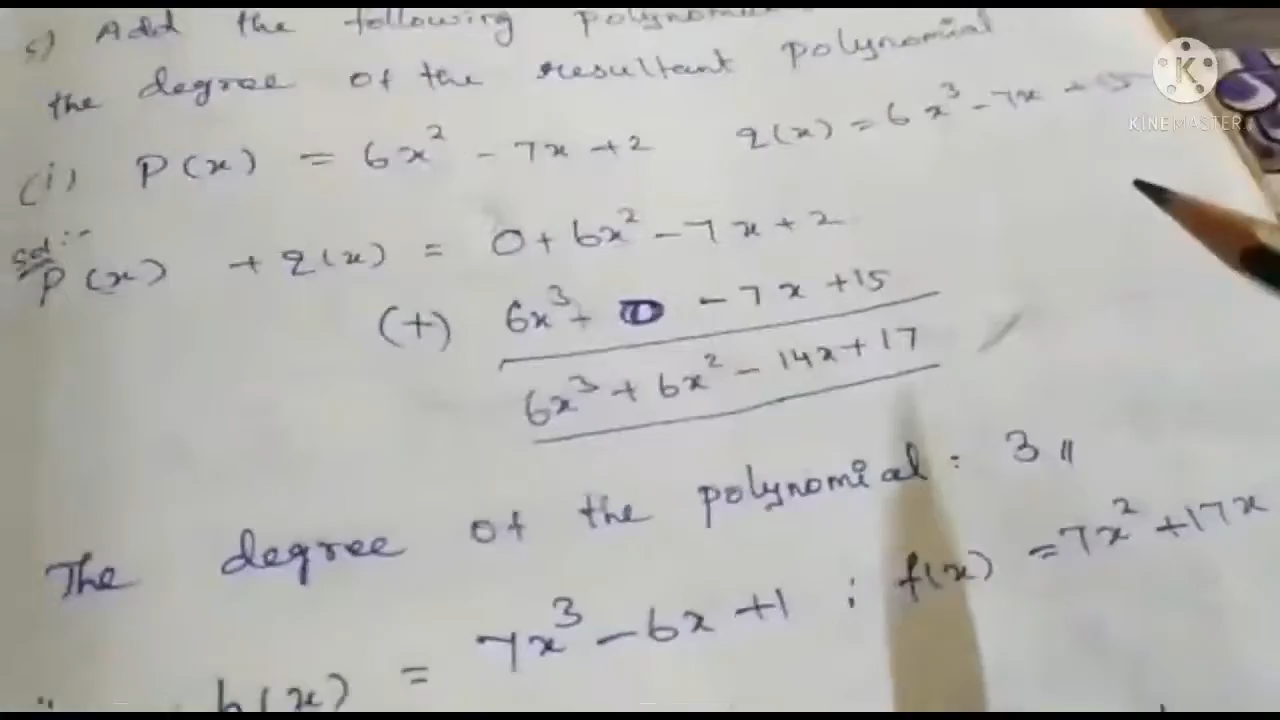 5) Add the following
the degree of the resultant polynomial
(i) P(x) = 6x² - 7x + 2 q(x) = 6x³ - 7x + 15
Sol:-
P(x) + q(x) = 0 + 6x² - 7x + 2
(+) 6x³ + 0 - 7x + 15
6x³ + 6x² - 14x + 17
The degree of the polynomial : 3 //
h(x) = 7x³ - 6x + 1 ; f(x) = 7x² + 17x
KINEMASTER